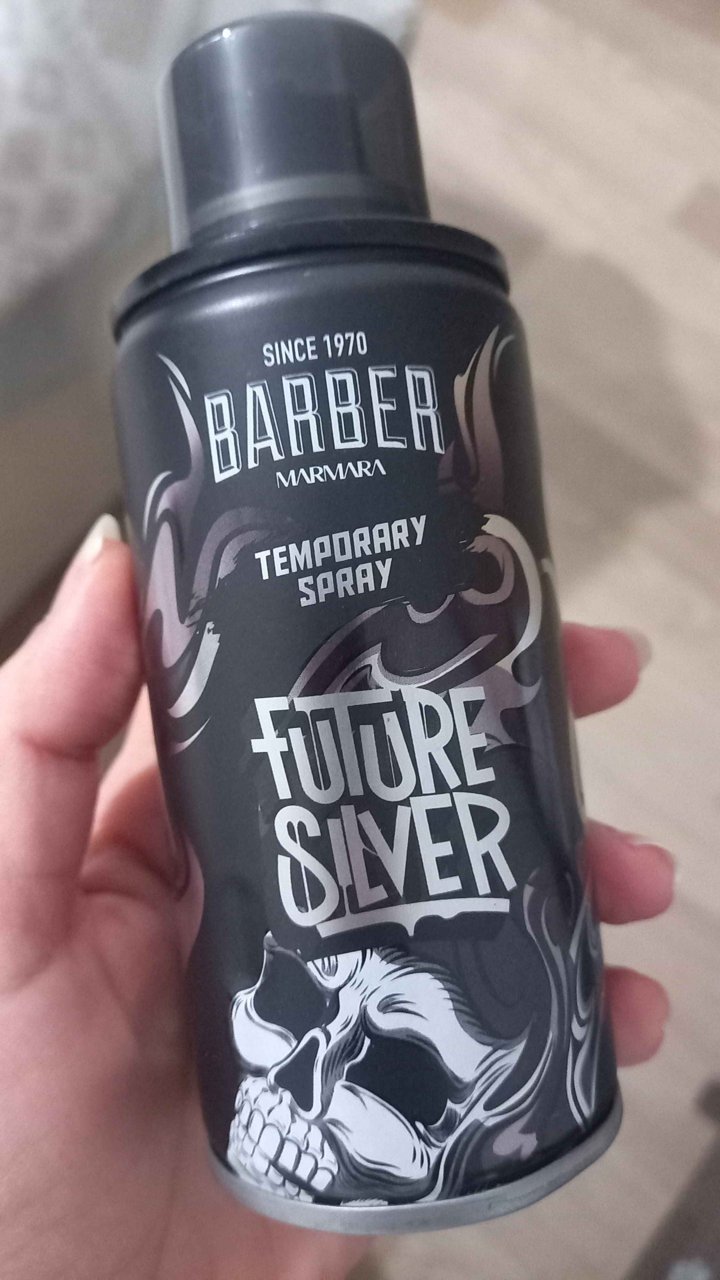 SINCE 1970
BARBER
MARMARA
TEMPORARY
SPRAY
FUTURE
SILVER